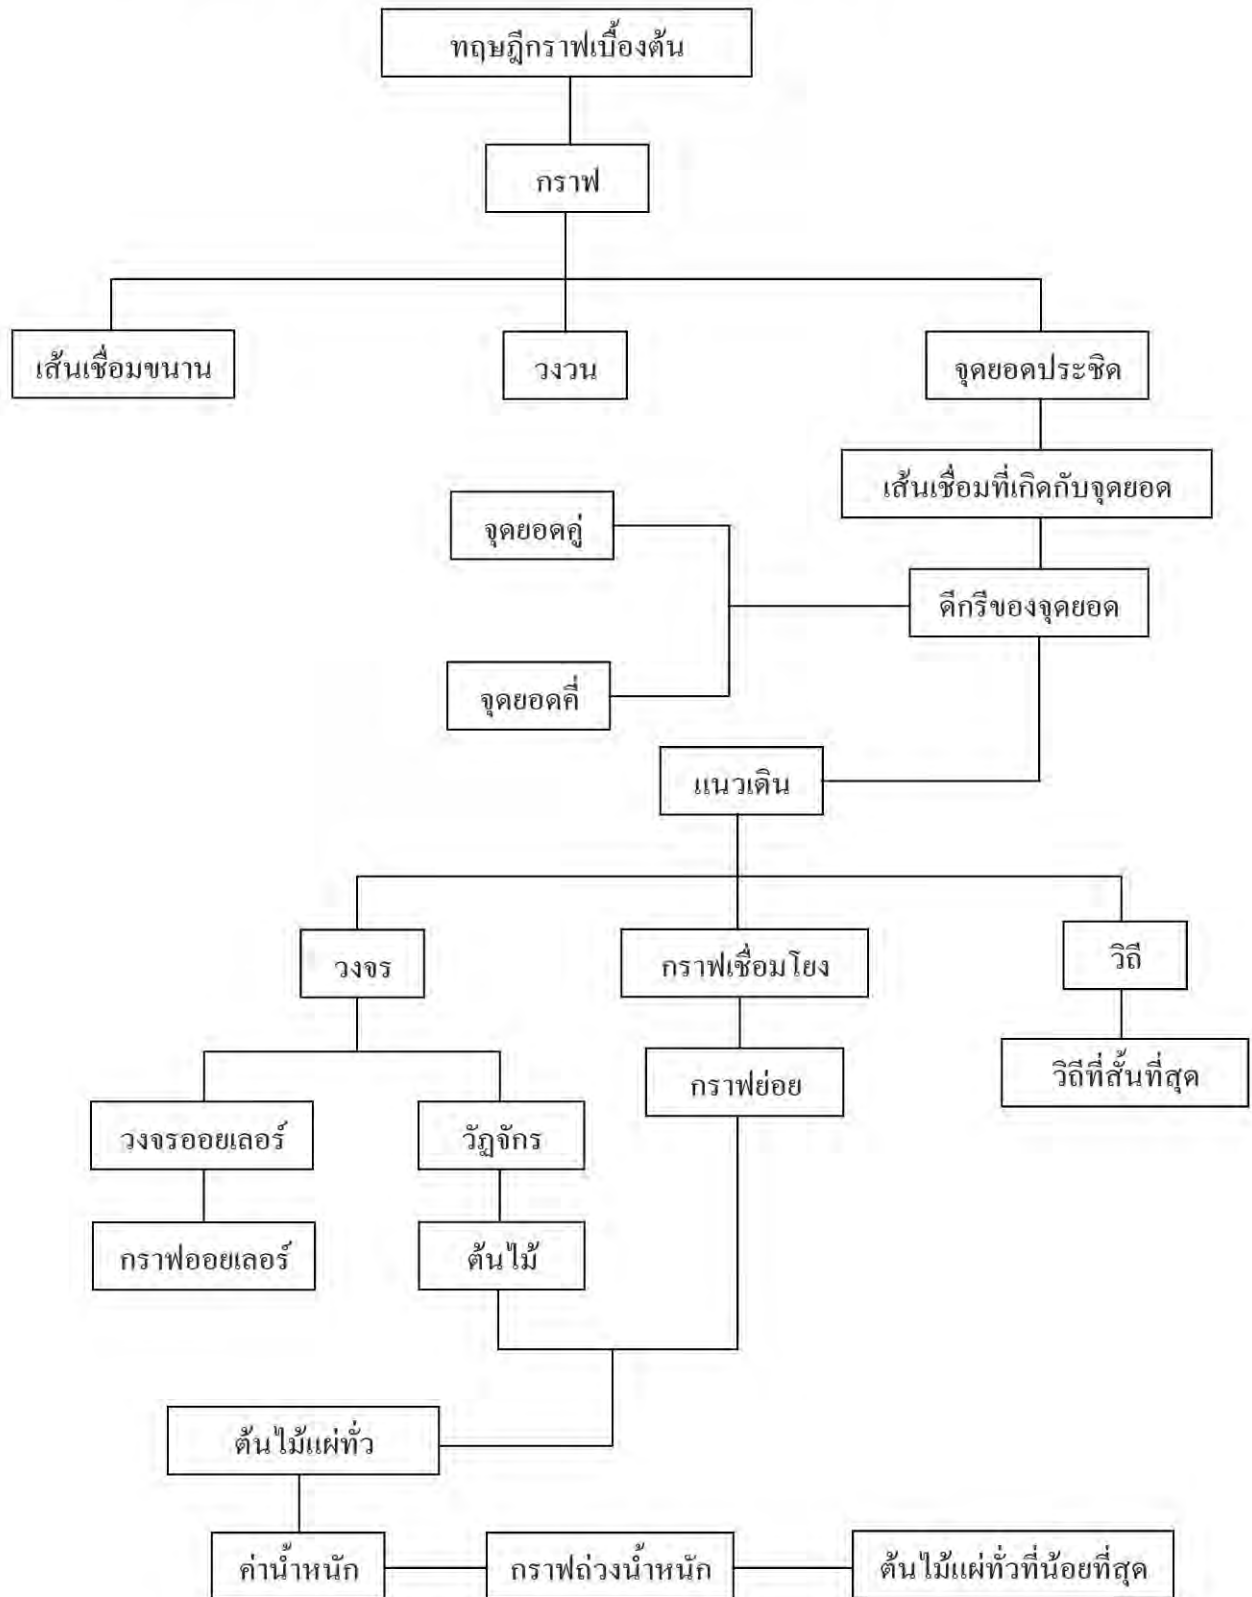 ทฤษฎีกราฟเบื้องต้น
กราฟ
เส้นเชื่อมขนาน
วงวน
จุดยอดประชิด
เส้นเชื่อมที่เกิดกับจุดยอด
จุดยอดคู่
ดีกรีของจุดยอด
จุดยอดคี่
แนวเดิน
วงจร
กราฟเชื่อมโยง
วิถี
วิถีที่สั้นที่สุด
กราฟย่อย
วงจรออยเลอร์
วัฏจักร
กราฟออยเลอร์
ต้นไม้
ต้นไม้แผ่ทั่ว
ค่าน้ำหนัก
กราฟถ่วงน้ำหนัก
ต้นไม้แผ่ทั่วที่น้อยที่สุด